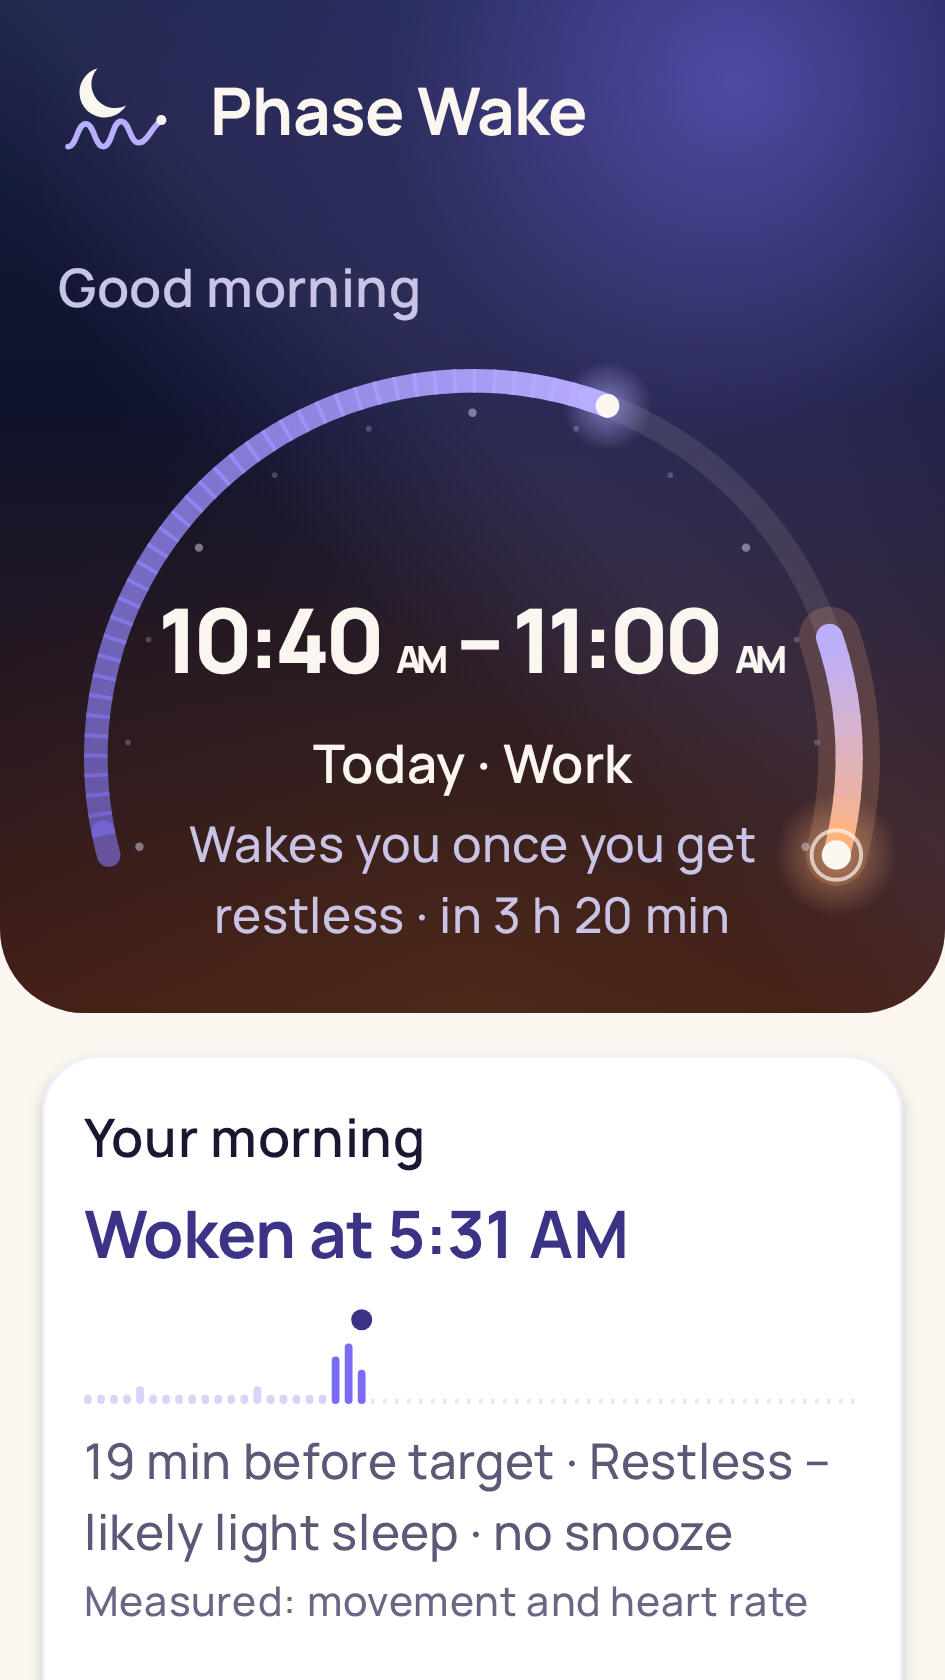 Phase Wake
Good morning
10:40 AM – 11:00 AM
Today · Work
Wakes you once you get
restless · in 3 h 20 min
Your morning
Woken at 5:31 AM
19 min before target · Restless –
likely light sleep · no snooze
Measured: movement and heart rate